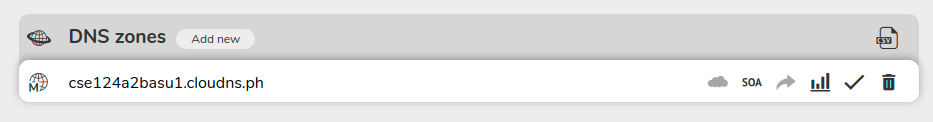 DNS zones Add new CSV
M cse124a2basu1.cloudns.ph SOA